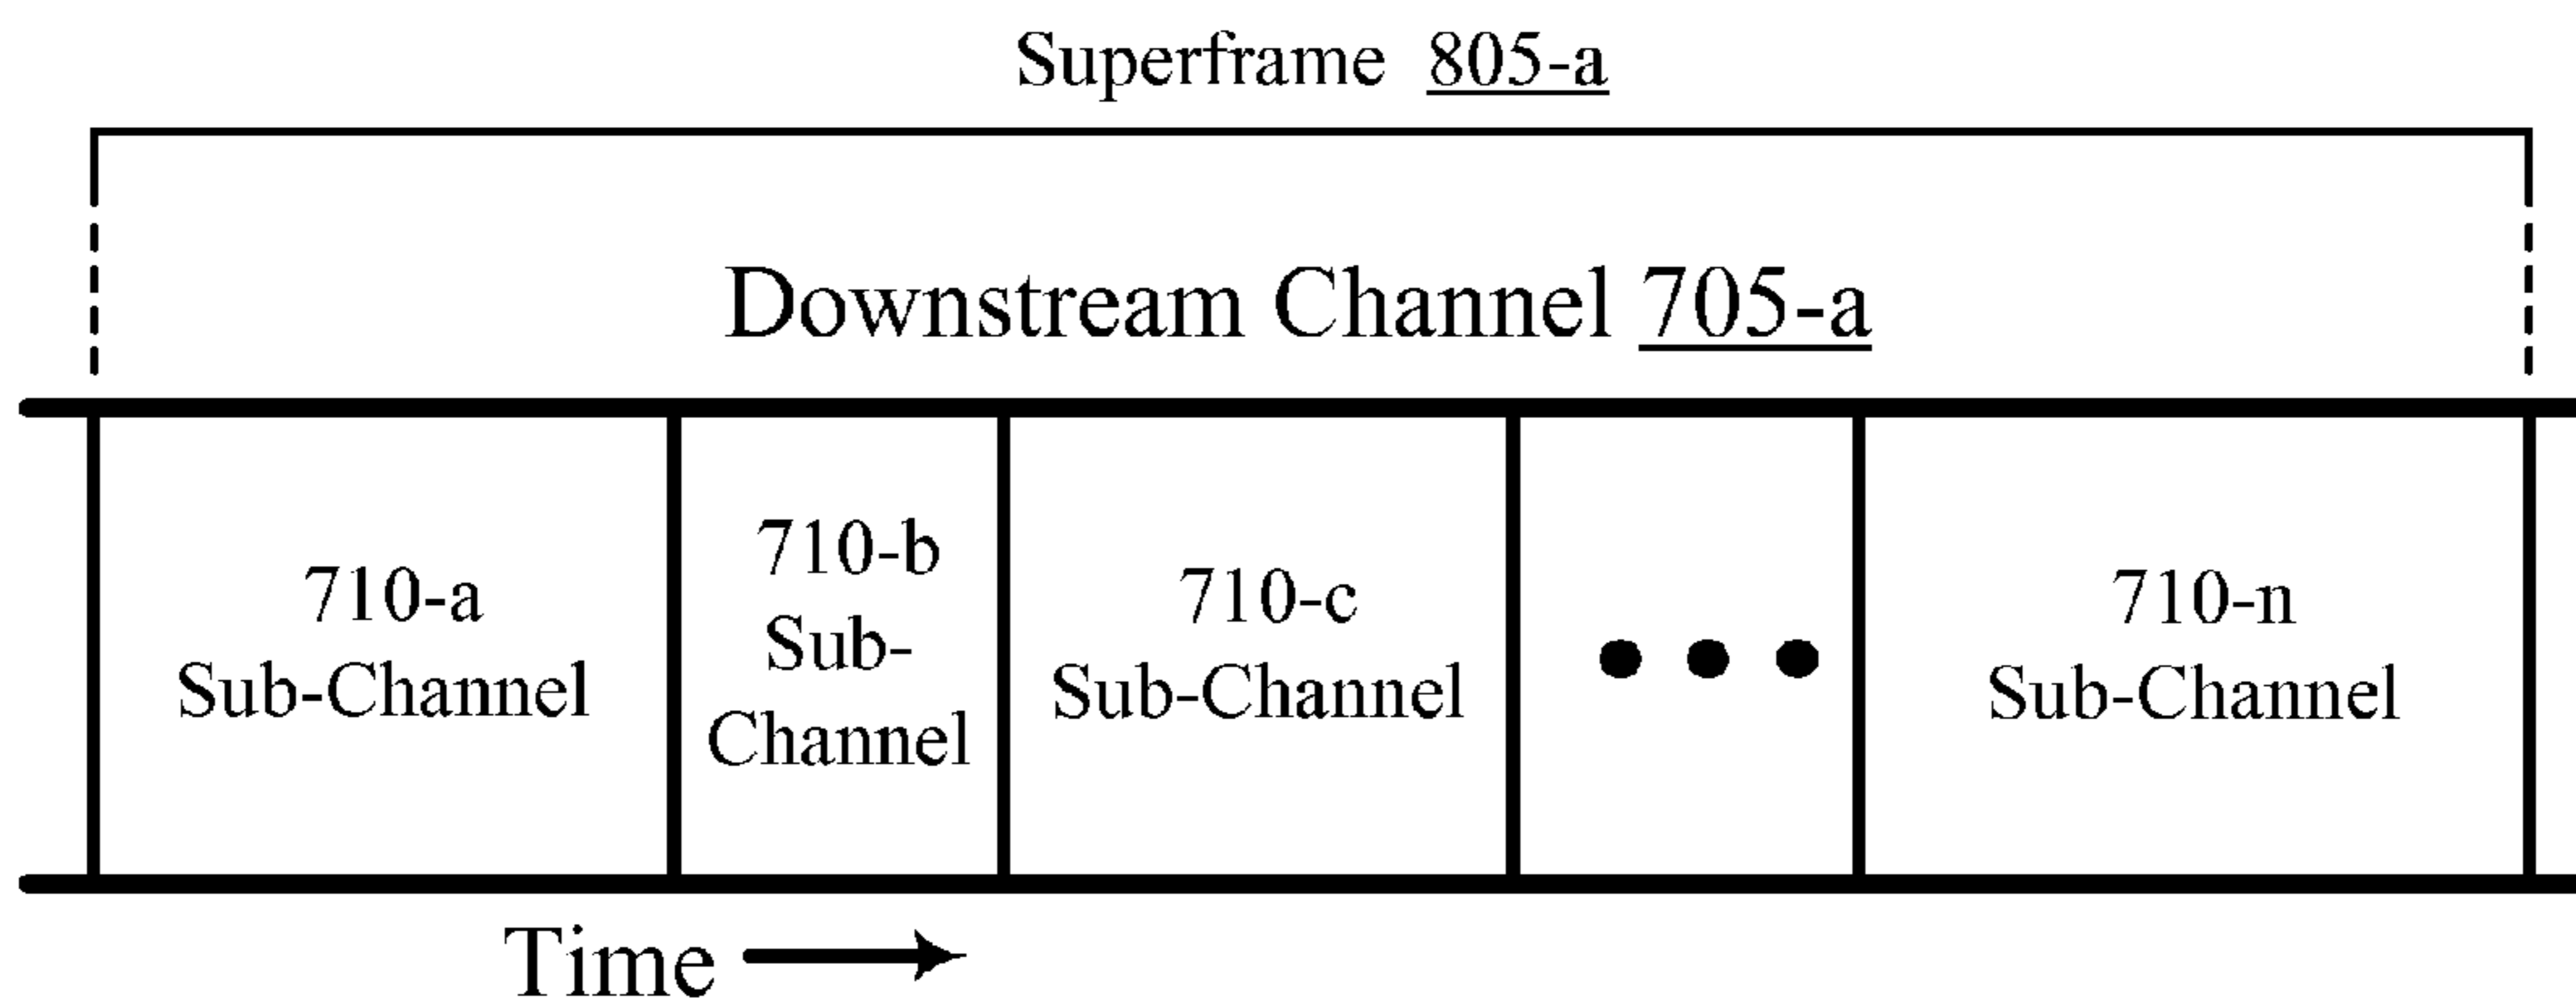 Superframe 805-a
Downstream Channel 705-a
710-a
Sub-Channel
710-b
Sub-
Channel
710-c
Sub-Channel
710-n
Sub-Channel
Time